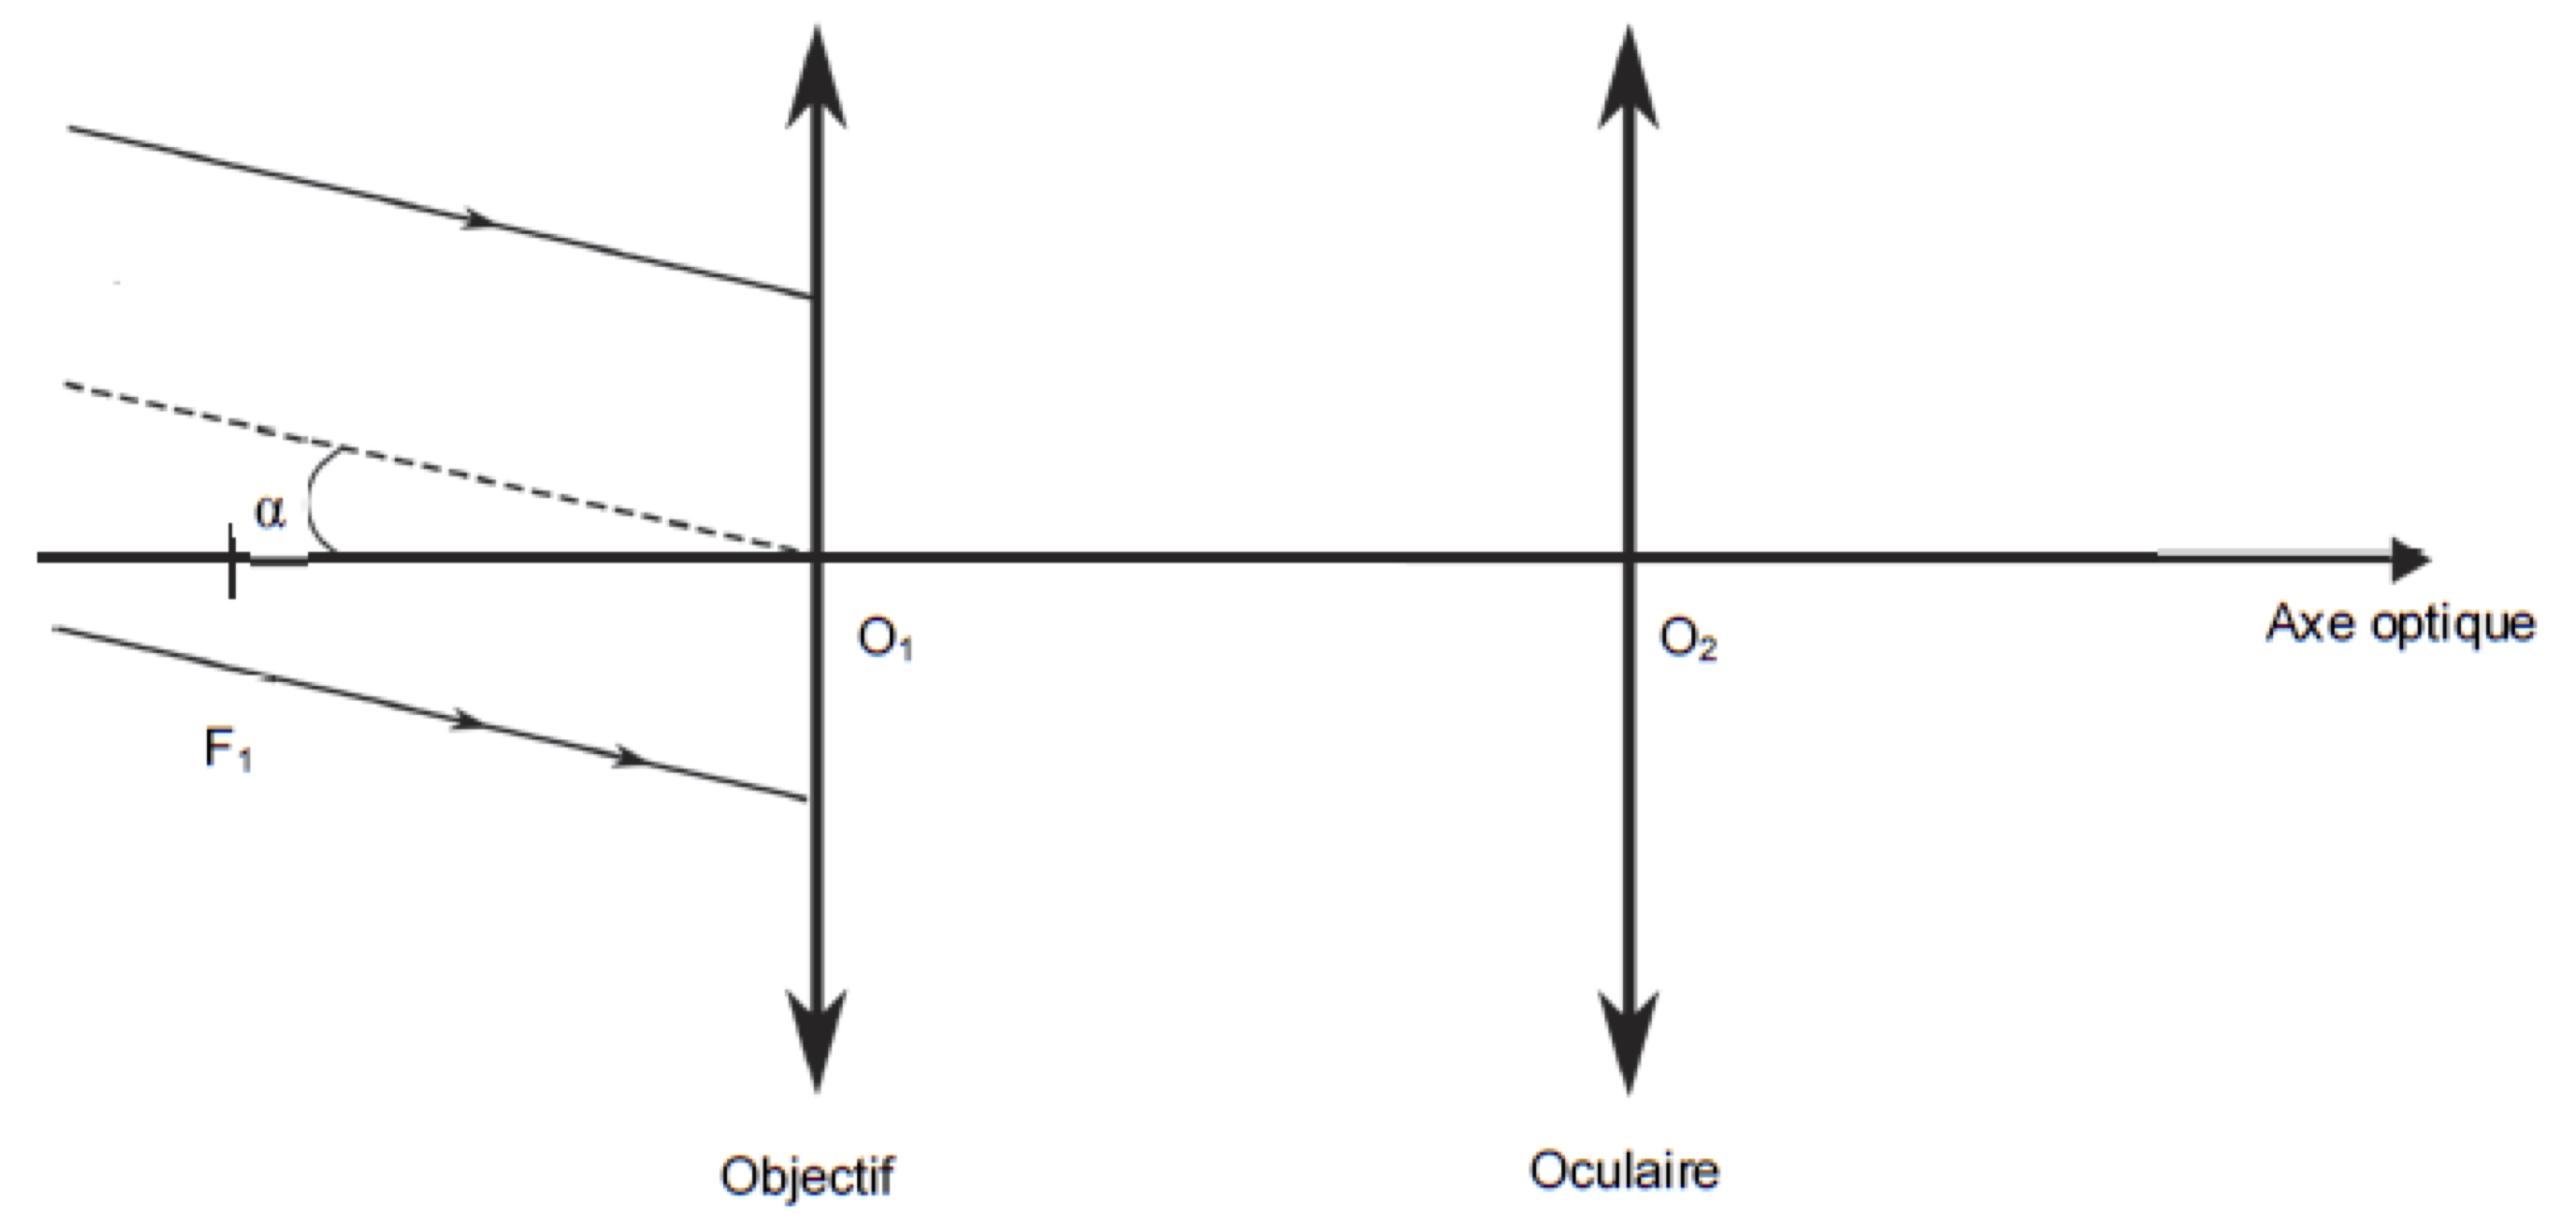 α
O₁
O₂
Axe optique
F₁
Objectif
Oculaire